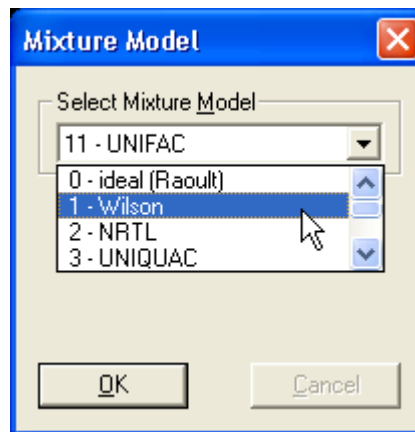 Mixture Model
Select Mixture Model
11 - UNIFAC
0 - ideal (Raoult)
1 - Wilson
2 - NRTL
3 - UNIQUAC
OK
Cancel